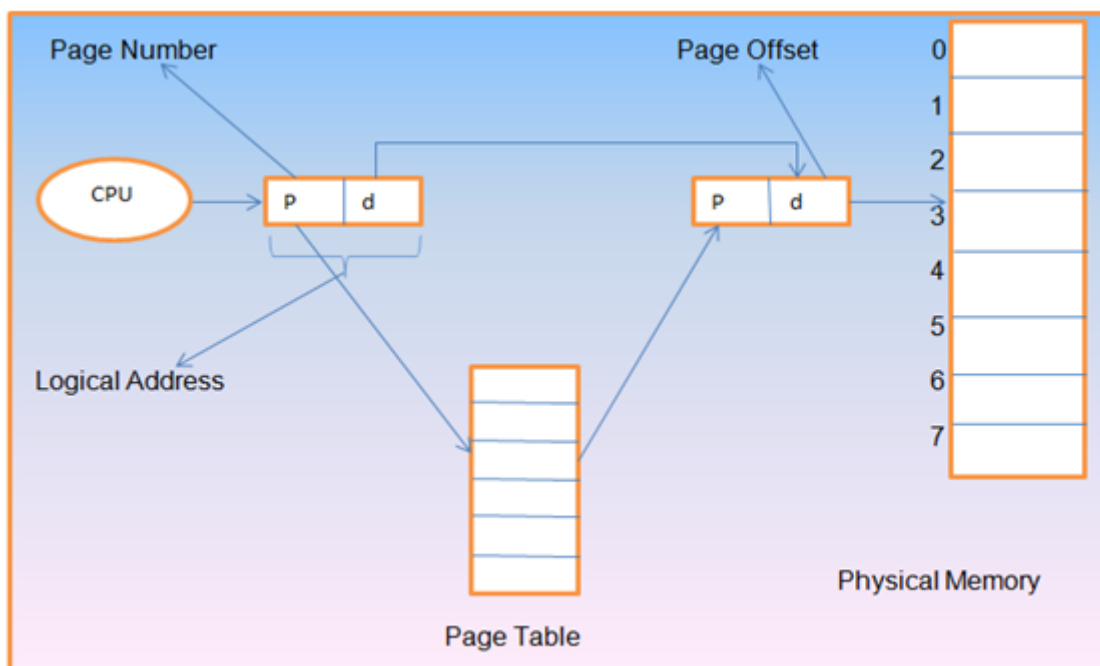 Page Number
Page Offset
0
1
CPU
P
d
P
d
2
3
4
Logical Address
5
6
7
Physical Memory
Page Table